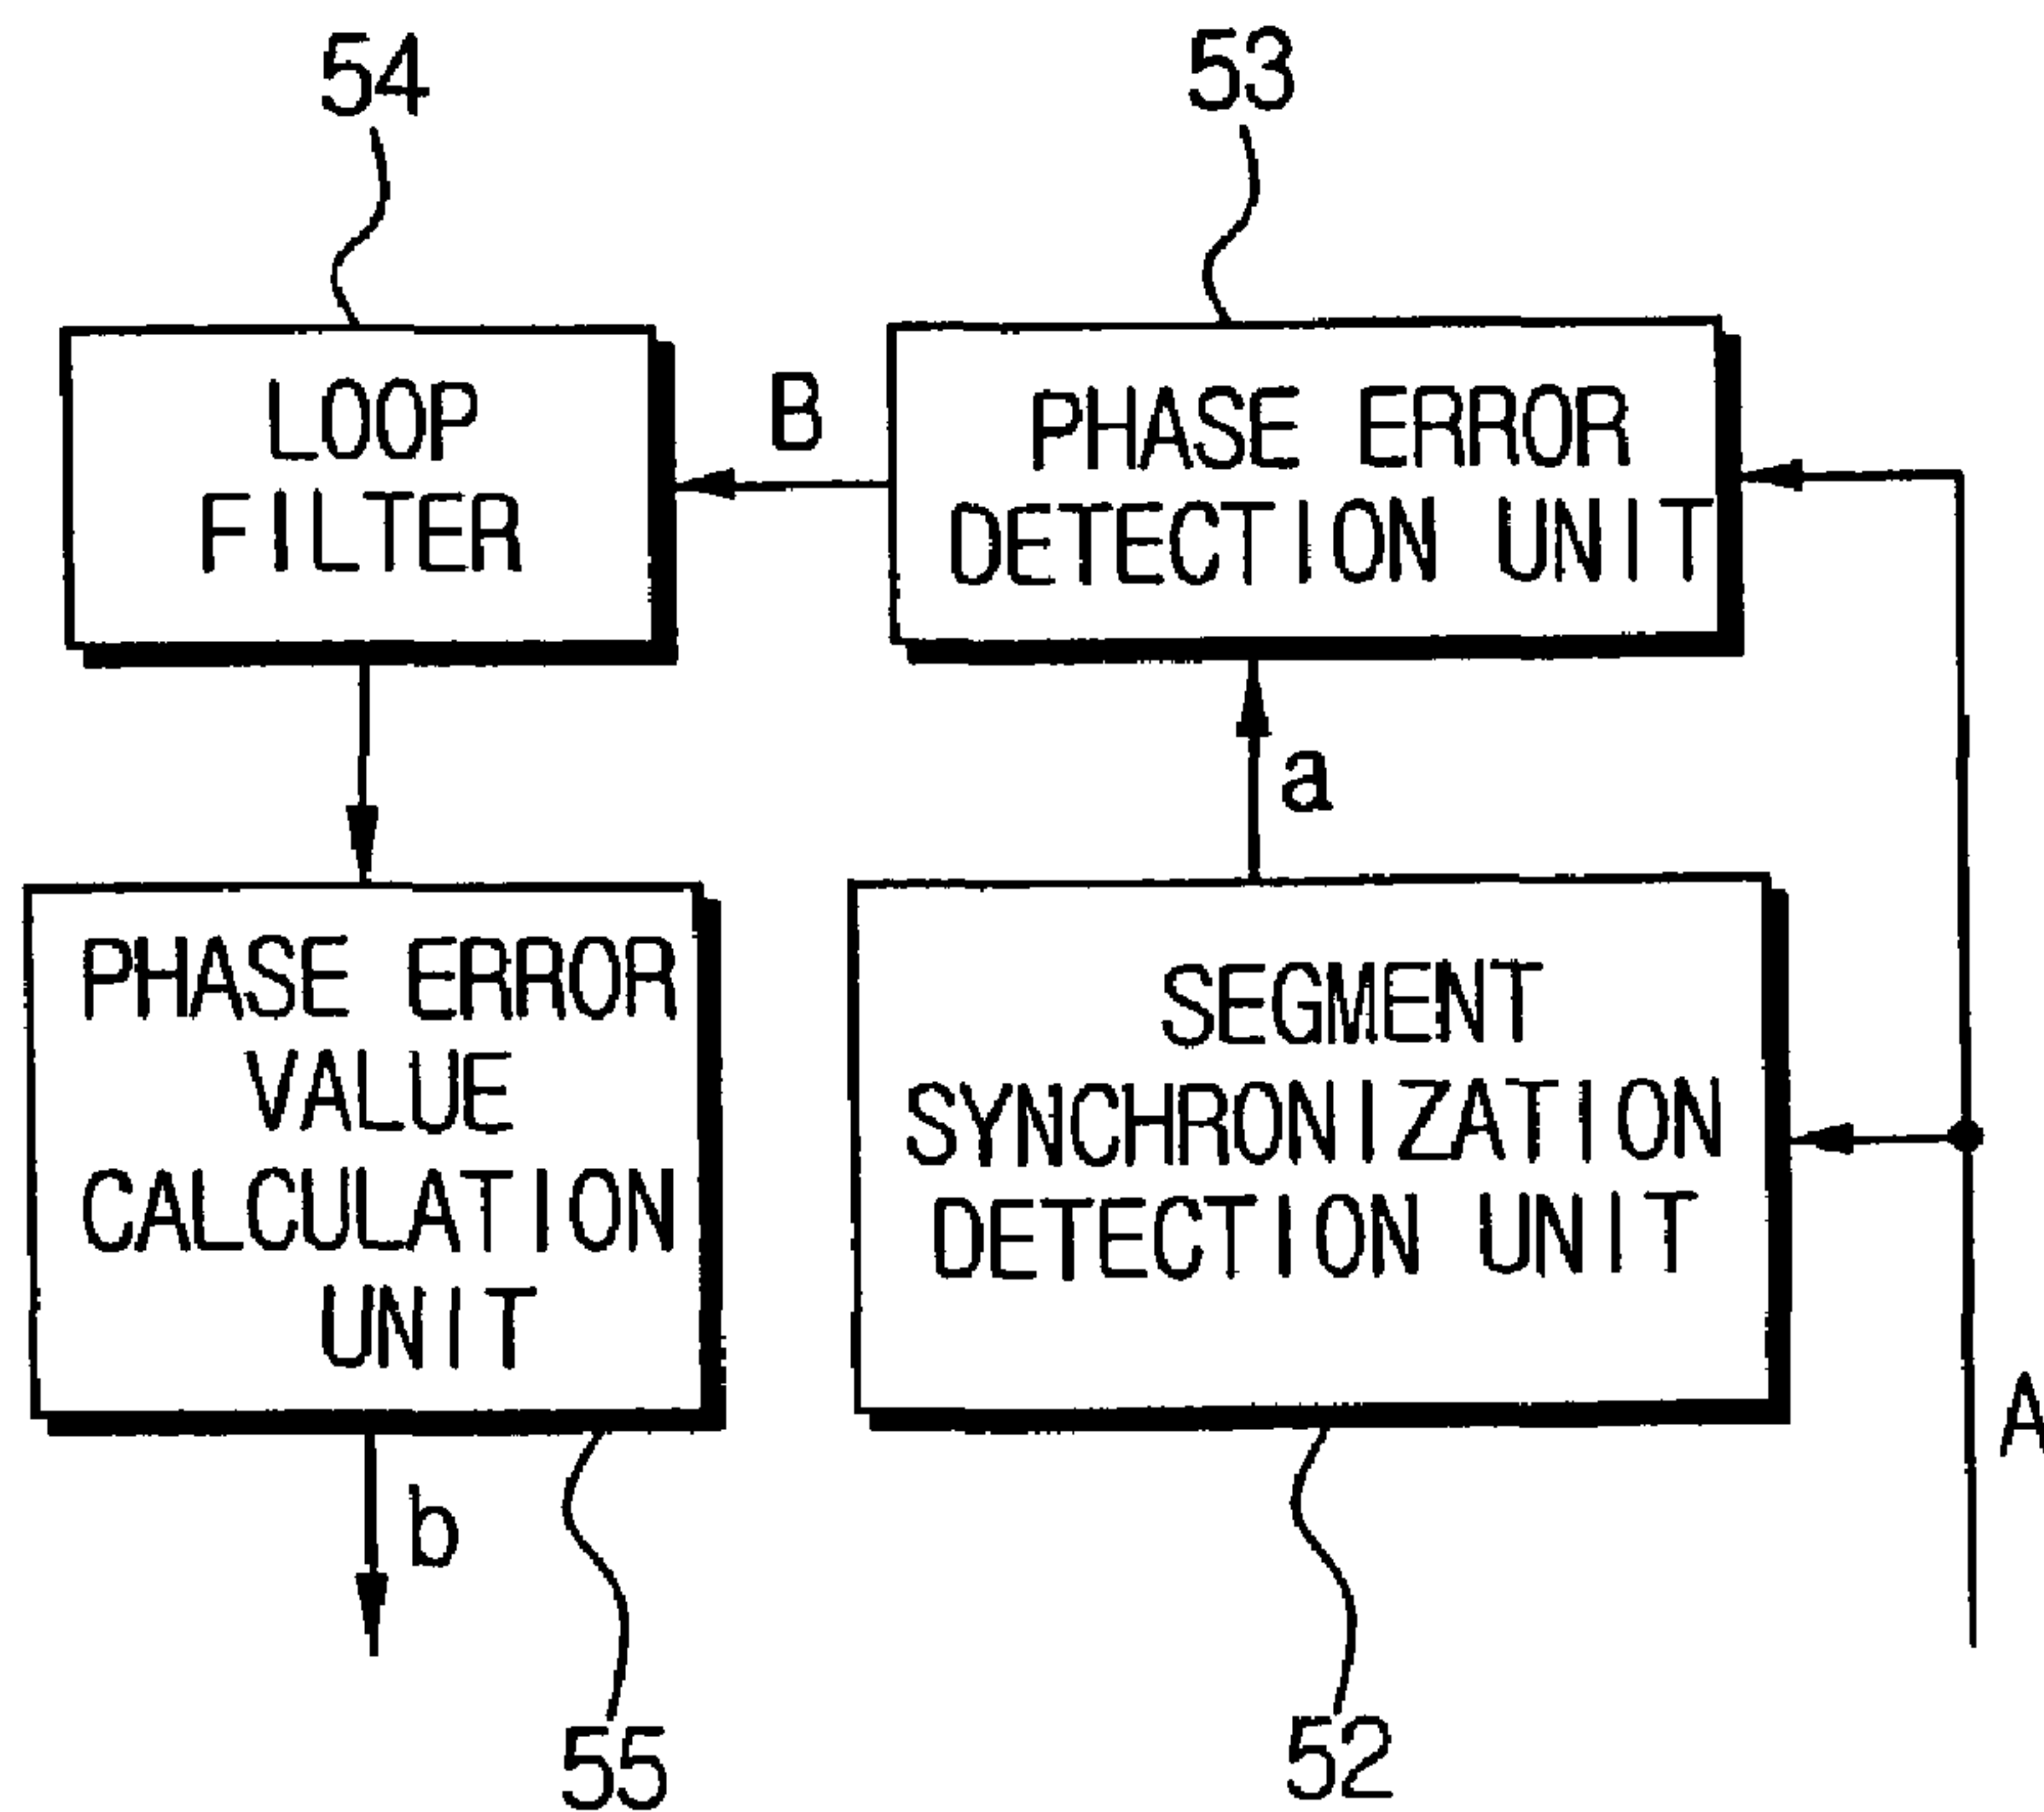 54
53
LOOP
FILTER
B
PHASE ERROR
DETECTION UNIT
a
PHASE ERROR
VALUE
CALCULATION
UNIT
SEGMENT
SYNCHRONIZATION
DETECTION UNIT
A
b
55
52